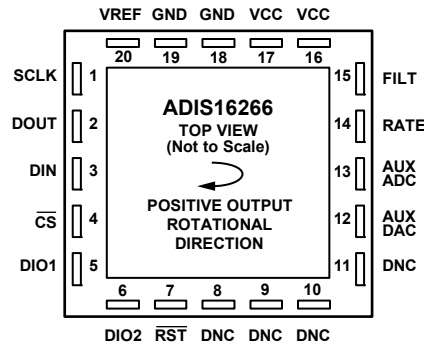 VREF GND GND VCC VCC
20 19 18 17 16
SCLK 1
DOUT 2
DIN 3
CS 4
DIO1 5
ADIS16266
TOP VIEW
(Not to Scale)
POSITIVE OUTPUT
ROTATIONAL
DIRECTION
15 FILT
14 RATE
13 AUX
ADC
12 AUX
DAC
11 DNC
6 7 8 9 10
DIO2 RST DNC DNC DNC